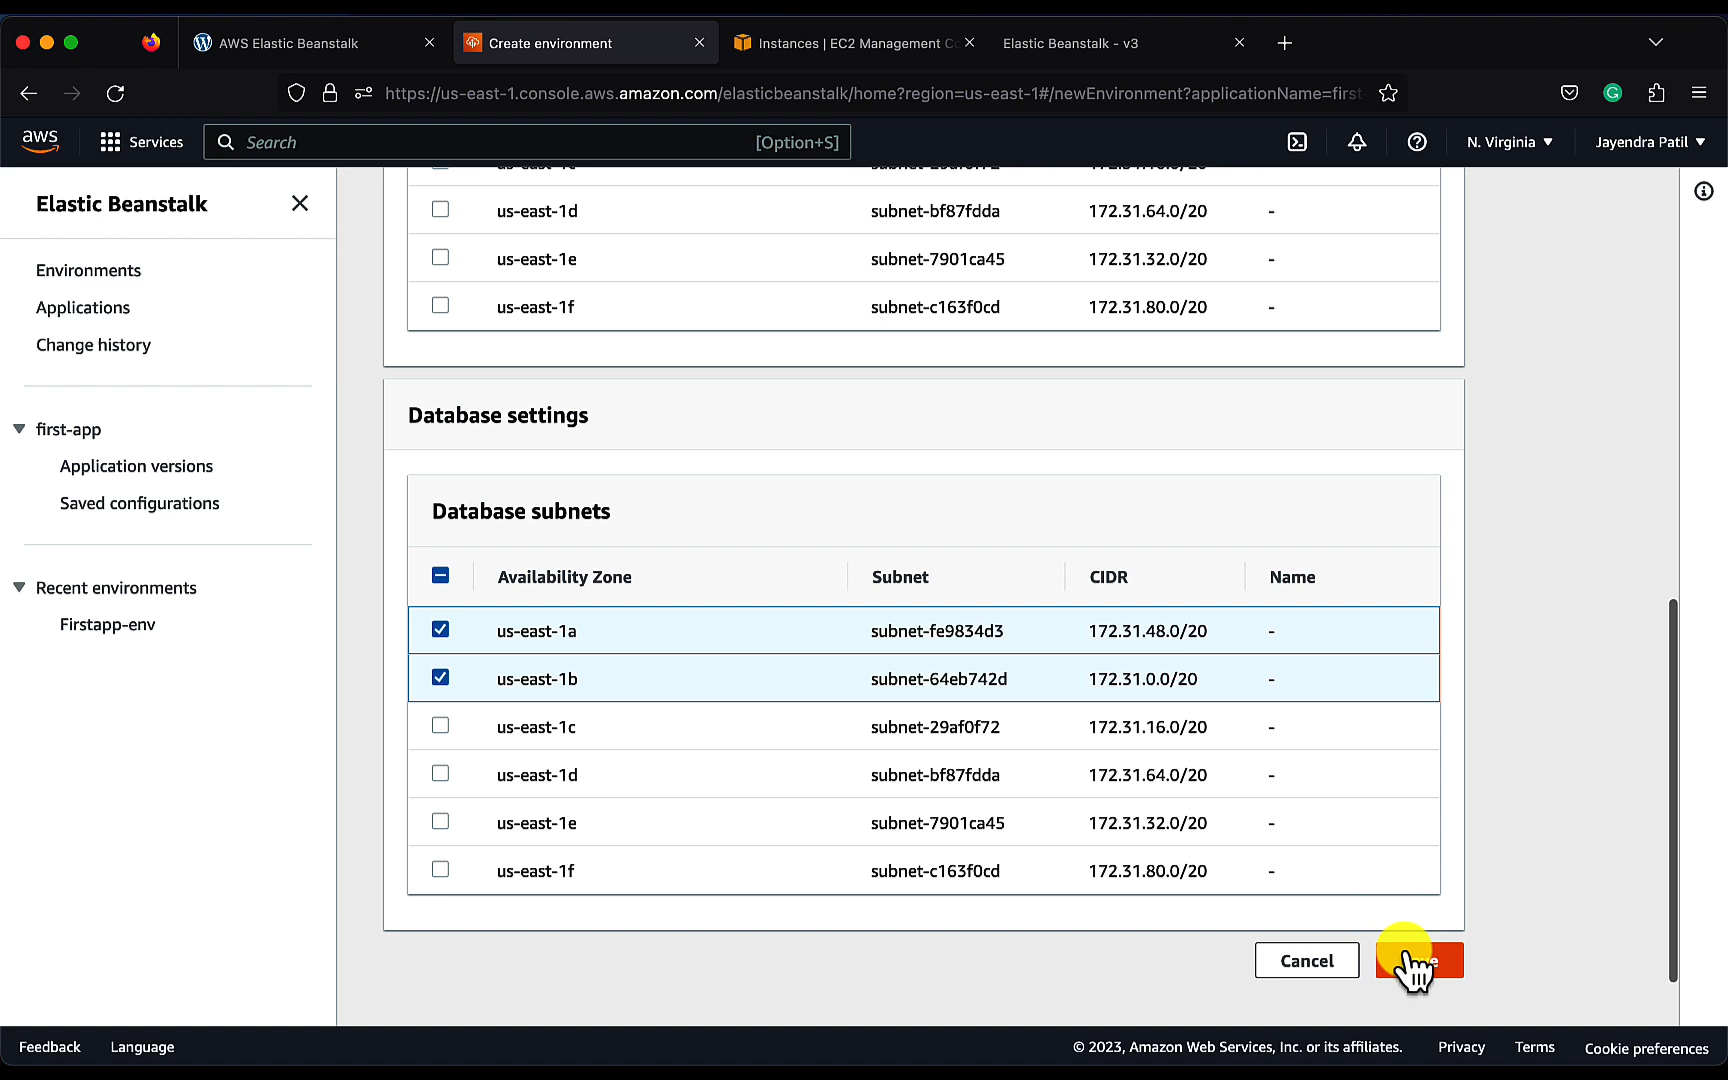 AWS Elastic Beanstalk
Create environment
Instances | EC2 Management Co
Elastic Beanstalk - v3
https://us-east-1.console.aws.amazon.com/elasticbeanstalk/home?region=us-east-1#/newEnvironment?applicationName=first-
G
aws
Services
Search
[Option+S]
N. Virginia
Jayendra Patil
Elastic Beanstalk
Environments
Applications
Change history
first-app
Application versions
Saved configurations
Recent environments
Firstapp-env
us-east-1d subnet-bf87fdda 172.31.64.0/20 -
us-east-1e subnet-7901ca45 172.31.32.0/20 -
us-east-1f subnet-c163f0cd 172.31.80.0/20 -
Database settings
Database subnets
Availability Zone Subnet CIDR Name
us-east-1a subnet-fe9834d3 172.31.48.0/20 -
us-east-1b subnet-64eb742d 172.31.0.0/20 -
us-east-1c subnet-29af0f72 172.31.16.0/20 -
us-east-1d subnet-bf87fdda 172.31.64.0/20 -
us-east-1e subnet-7901ca45 172.31.32.0/20 -
us-east-1f subnet-c163f0cd 172.31.80.0/20 -
Cancel
Feedback
Language
© 2023, Amazon Web Services, Inc. or its affiliates.
Privacy
Terms
Cookie preferences